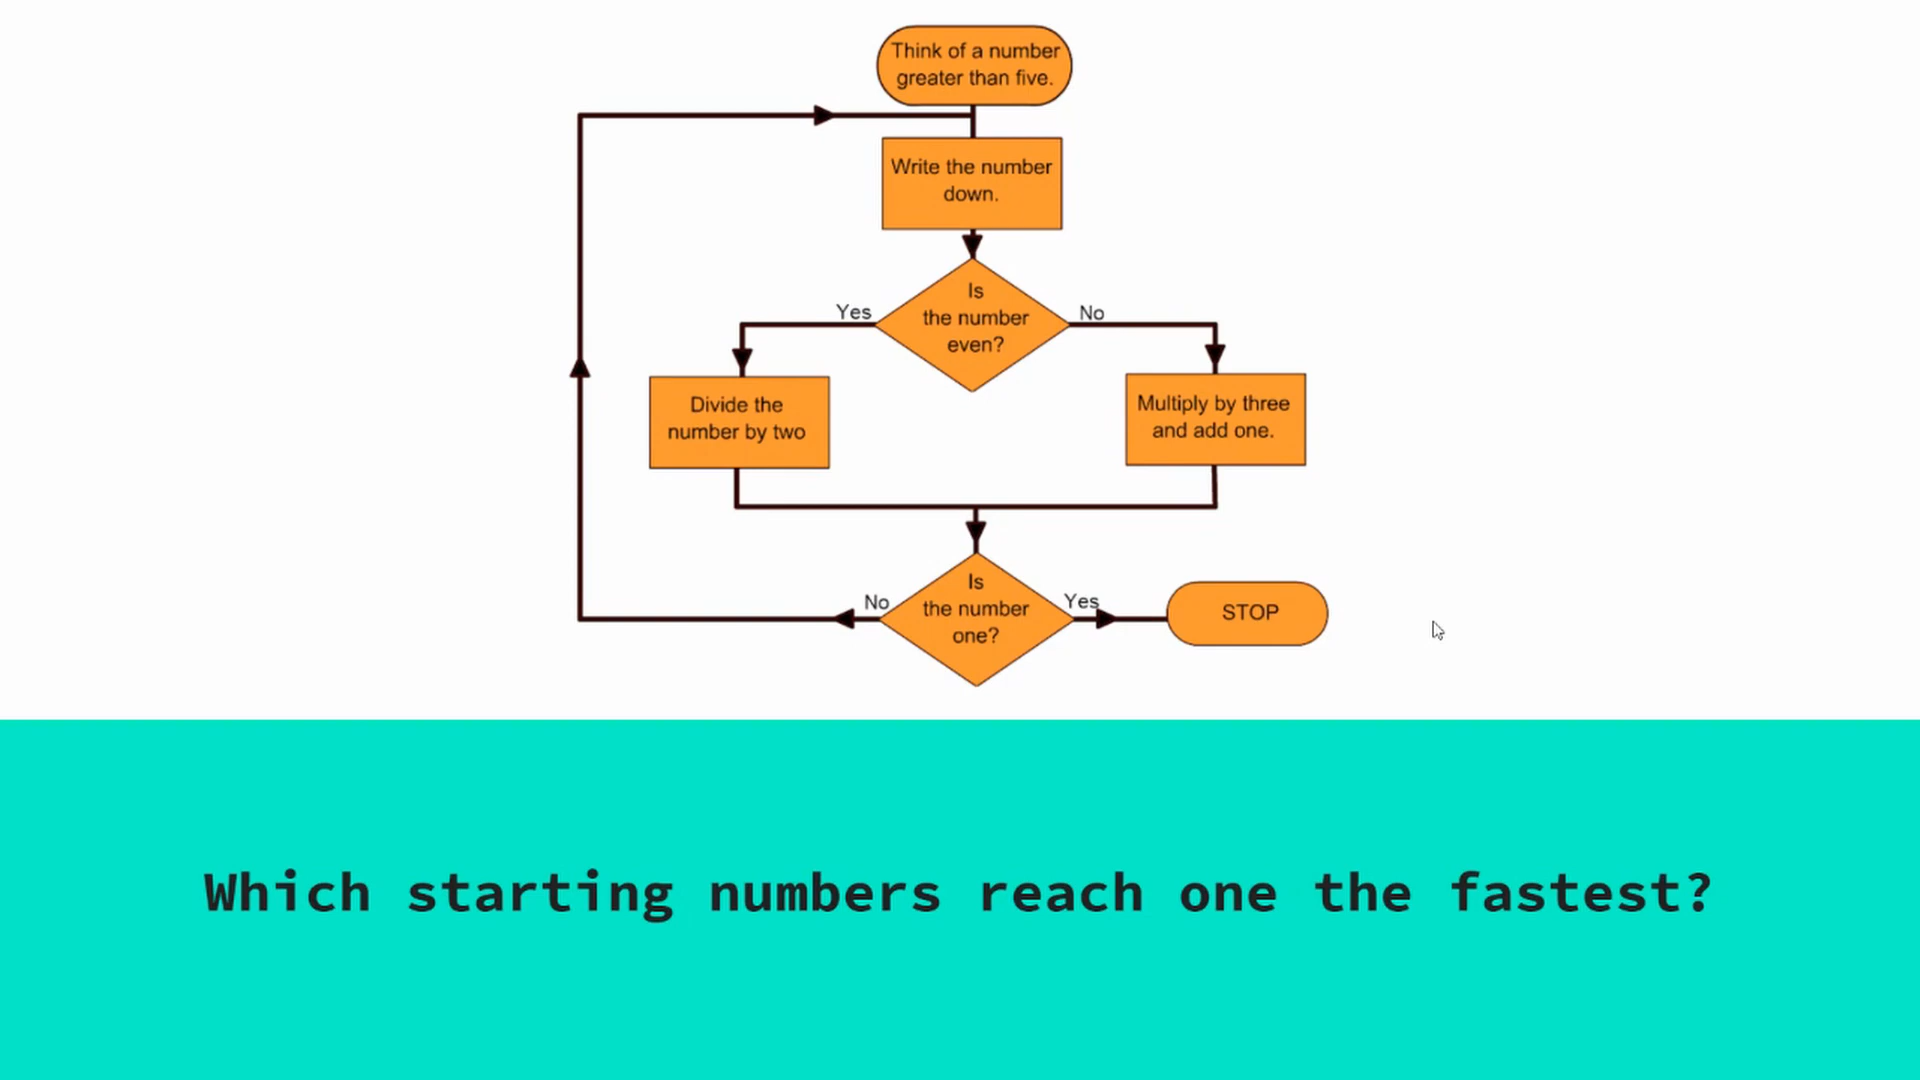 Think of a number
greater than five.
Write the number
down.
Is
the number
even?
Yes
No
Divide the
number by two
Multiply by three
and add one.
Is
the number
one?
No
Yes
STOP
Which starting numbers reach one the fastest?